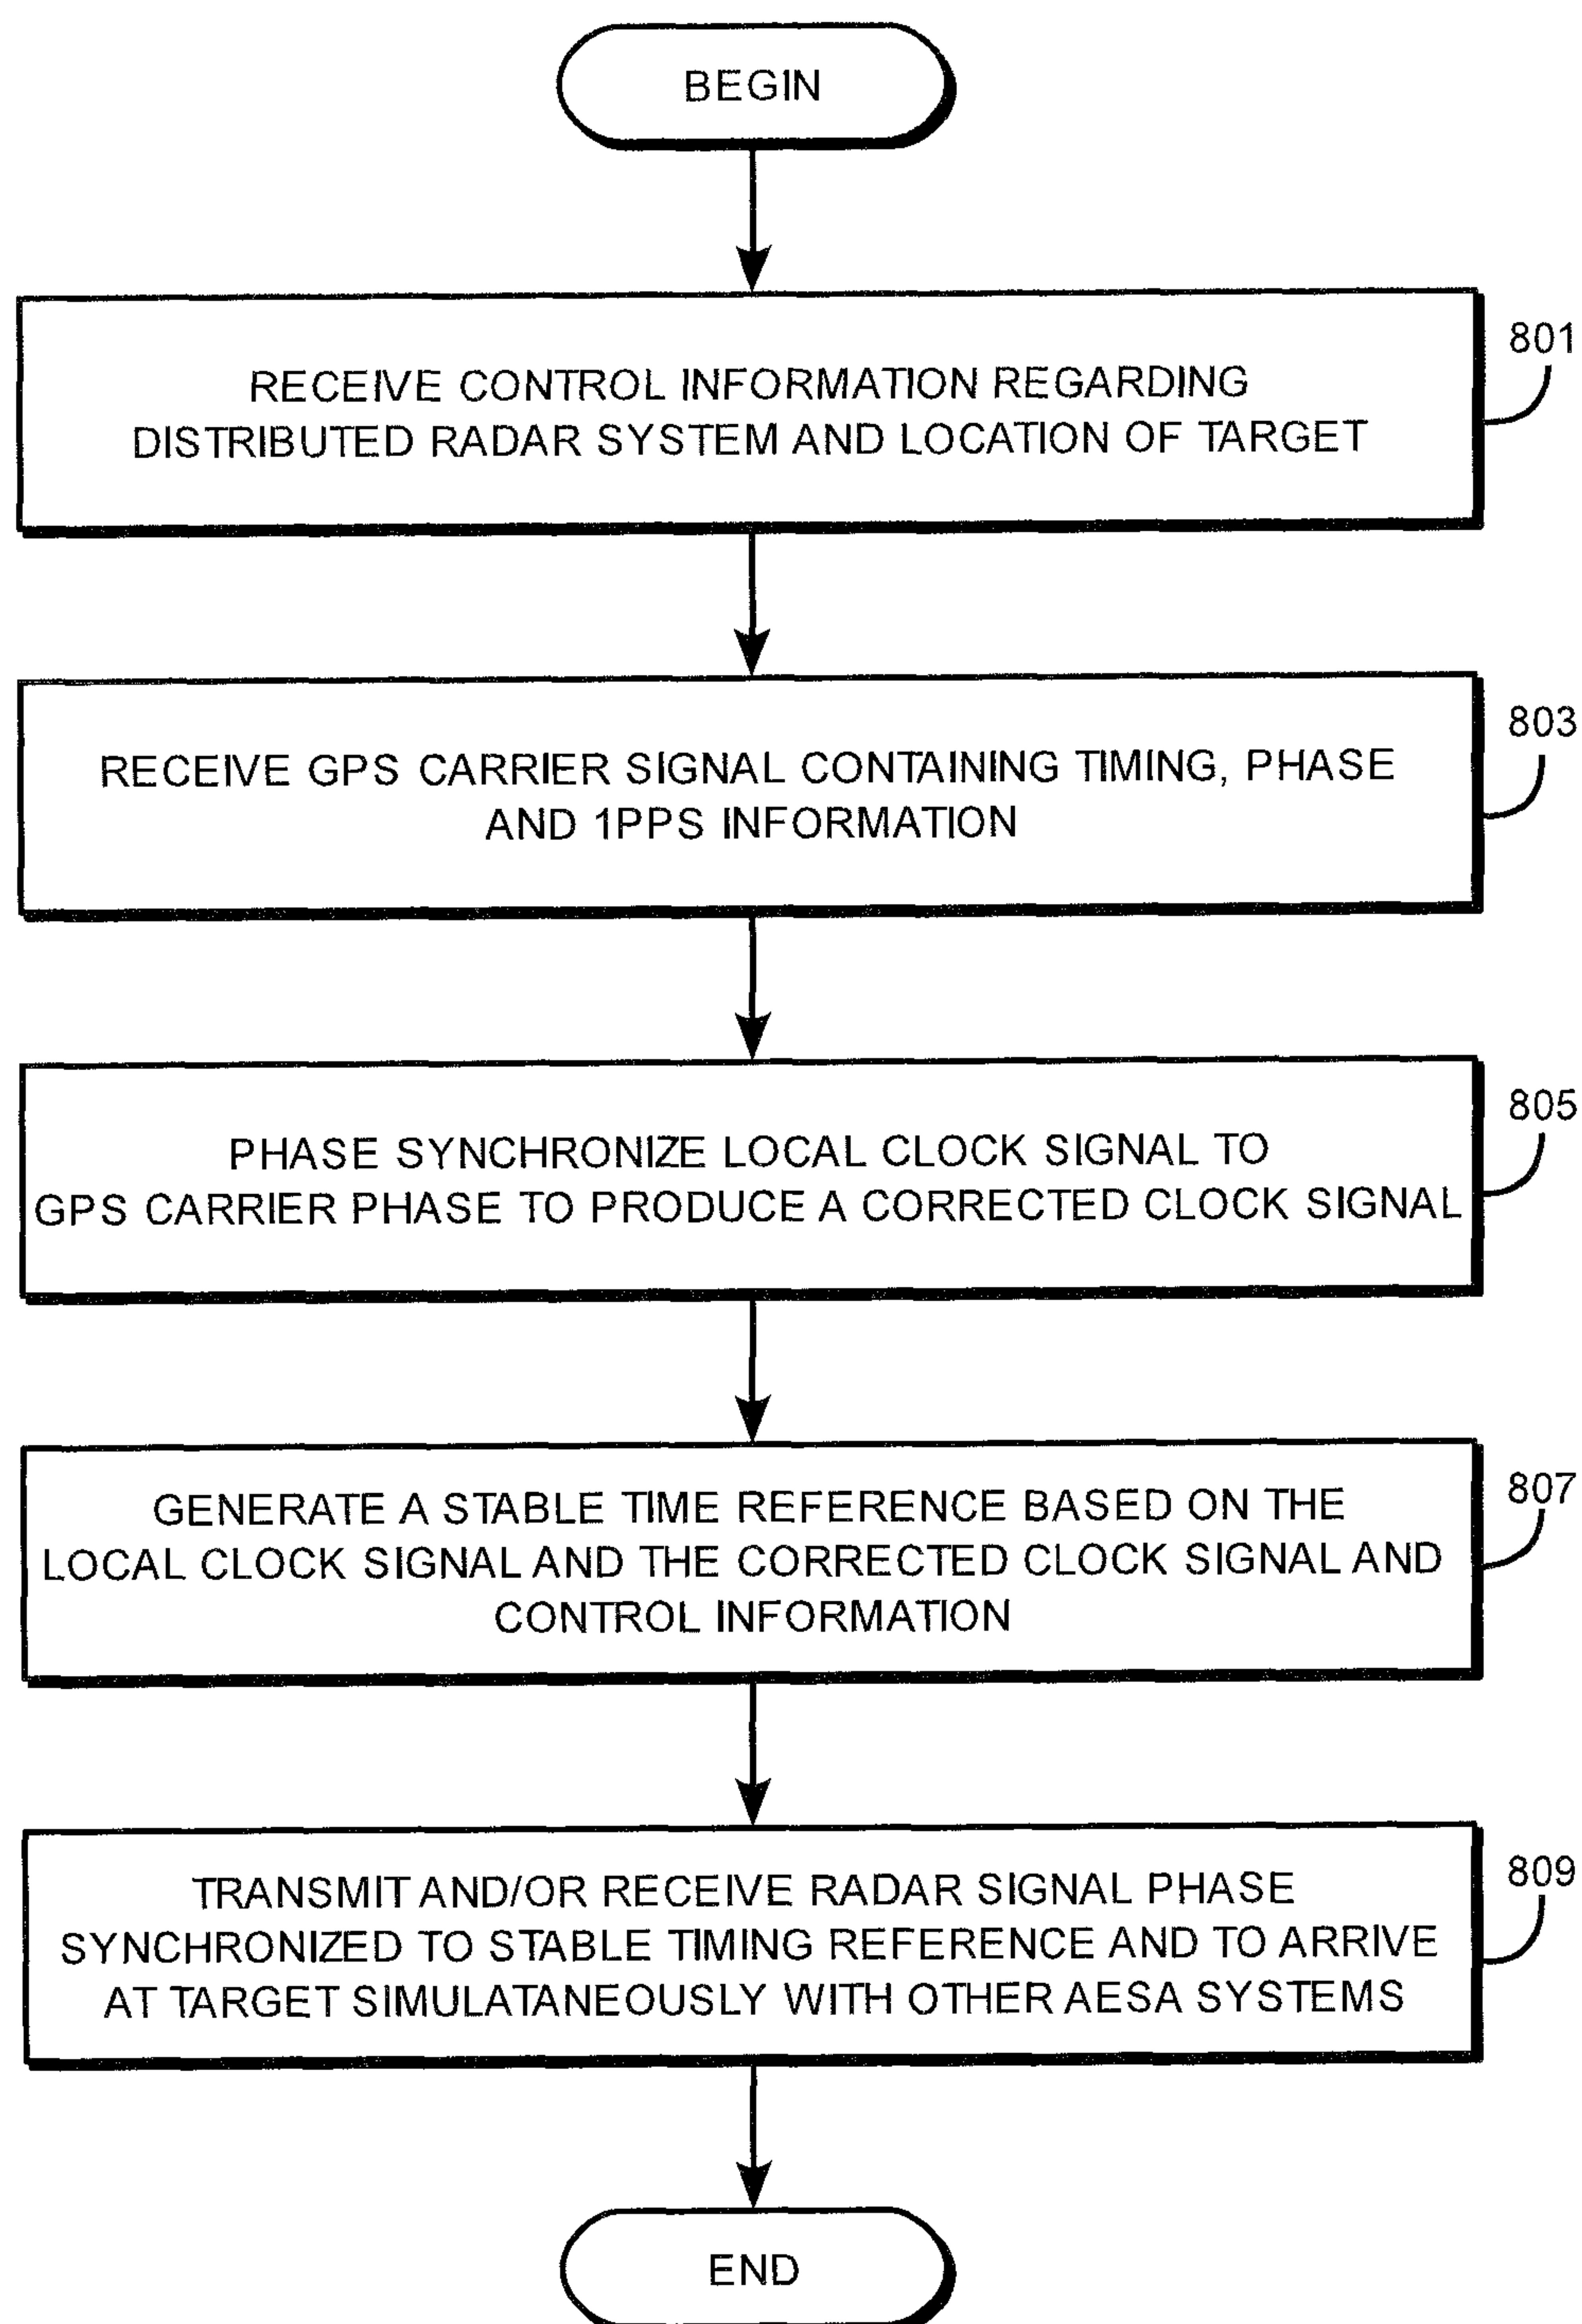 BEGIN
RECEIVE CONTROL INFORMATION REGARDING
DISTRIBUTED RADAR SYSTEM AND LOCATION OF TARGET
801
RECEIVE GPS CARRIER SIGNAL CONTAINING TIMING, PHASE
AND 1PPS INFORMATION
803
PHASE SYNCHRONIZE LOCAL CLOCK SIGNAL TO
GPS CARRIER PHASE TO PRODUCE A CORRECTED CLOCK SIGNAL
805
GENERATE A STABLE TIME REFERENCE BASED ON THE
LOCAL CLOCK SIGNAL AND THE CORRECTED CLOCK SIGNAL AND
CONTROL INFORMATION
807
TRANSMIT AND/OR RECEIVE RADAR SIGNAL PHASE
SYNCHRONIZED TO STABLE TIMING REFERENCE AND TO ARRIVE
AT TARGET SIMULATANEOUSLY WITH OTHER AESA SYSTEMS
809
END